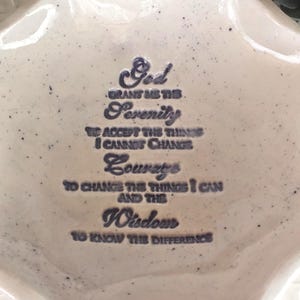 God
GRANT ME THE
Serenity
TO ACCEPT THE THINGS
I CANNOT CHANGE
Courage
TO CHANGE THE THINGS I CAN
AND THE
Wisdom
TO KNOW THE DIFFERENCE